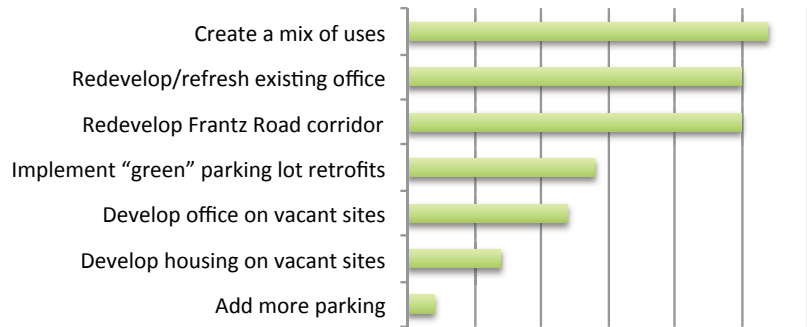 Create a mix of uses
Redevelop/refresh existing office
Redevelop Frantz Road corridor
Implement “green” parking lot retrofits
Develop office on vacant sites
Develop housing on vacant sites
Add more parking